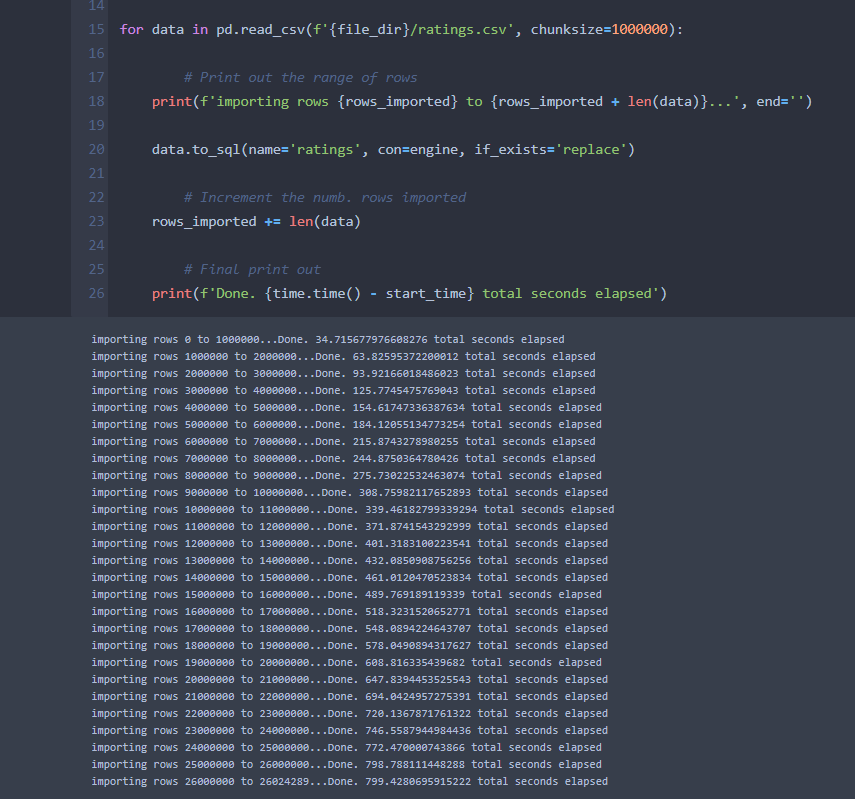 14
15 for data in pd.read_csv(f'{file_dir}/ratings.csv', chunksize=1000000):
16
17 # Print out the range of rows
18 print(f'importing rows {rows_imported} to {rows_imported + len(data)}...', end='')
19
20 data.to_sql(name='ratings', con=engine, if_exists='replace')
21
22 # Increment the numb. rows imported
23 rows_imported += len(data)
24
25 # Final print out
26 print(f'Done. {time.time() - start_time} total seconds elapsed')
importing rows 0 to 1000000...Done. 34.715677976608276 total seconds elapsed
importing rows 1000000 to 2000000...Done. 63.82595372200012 total seconds elapsed
importing rows 2000000 to 3000000...Done. 93.92166018486023 total seconds elapsed
importing rows 3000000 to 4000000...Done. 125.7745475769043 total seconds elapsed
importing rows 4000000 to 5000000...Done. 154.61747336387634 total seconds elapsed
importing rows 5000000 to 6000000...Done. 184.12055134773254 total seconds elapsed
importing rows 6000000 to 7000000...Done. 215.8743278980255 total seconds elapsed
importing rows 7000000 to 8000000...Done. 244.8750364780426 total seconds elapsed
importing rows 8000000 to 9000000...Done. 275.73022532463074 total seconds elapsed
importing rows 9000000 to 10000000...Done. 308.75982117652893 total seconds elapsed
importing rows 10000000 to 11000000...Done. 339.46182799339294 total seconds elapsed
importing rows 11000000 to 12000000...Done. 371.8741543292999 total seconds elapsed
importing rows 12000000 to 13000000...Done. 401.3183100223541 total seconds elapsed
importing rows 13000000 to 14000000...Done. 432.0850908756256 total seconds elapsed
importing rows 14000000 to 15000000...Done. 461.0120470523834 total seconds elapsed
importing rows 15000000 to 16000000...Done. 489.769189119339 total seconds elapsed
importing rows 16000000 to 17000000...Done. 518.3231520652771 total seconds elapsed
importing rows 17000000 to 18000000...Done. 548.0894224643707 total seconds elapsed
importing rows 18000000 to 19000000...Done. 578.0490894317627 total seconds elapsed
importing rows 19000000 to 20000000...Done. 608.816335439682 total seconds elapsed
importing rows 20000000 to 21000000...Done. 647.8394453525543 total seconds elapsed
importing rows 21000000 to 22000000...Done. 694.0424957275391 total seconds elapsed
importing rows 22000000 to 23000000...Done. 720.1367871761322 total seconds elapsed
importing rows 23000000 to 24000000...Done. 746.5587944984436 total seconds elapsed
importing rows 24000000 to 25000000...Done. 772.470000743866 total seconds elapsed
importing rows 25000000 to 26000000...Done. 798.788111448288 total seconds elapsed
importing rows 26000000 to 26024289...Done. 799.4280695915222 total seconds elapsed